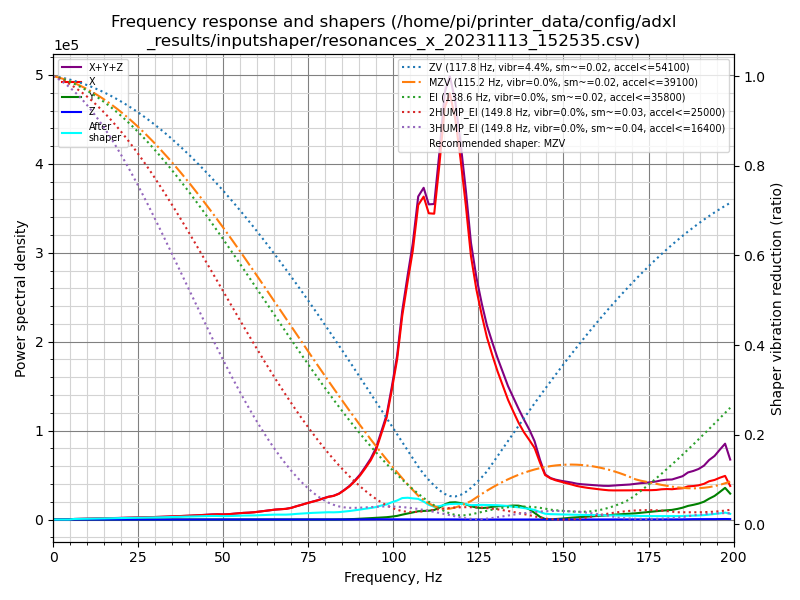 Frequency response and shapers (/home/pi/printer_data/config/adxl
_results/inputshaper/resonances_x_20231113_152535.csv)
1e5
X+Y+Z
X
Y
Z
After
shaper
ZV (117.8 Hz, vibr=4.4%, sm~=0.02, accel<=54100)
MZV (115.2 Hz, vibr=0.0%, sm~=0.02, accel<=39100)
EI (138.6 Hz, vibr=0.0%, sm~=0.02, accel<=35800)
2HUMP_EI (149.8 Hz, vibr=0.0%, sm~=0.03, accel<=25000)
3HUMP_EI (149.8 Hz, vibr=0.0%, sm~=0.04, accel<=16400)
Recommended shaper: MZV
5
4
3
2
1
0
Power spectral density
1.0
0.8
0.6
0.4
0.2
0.0
Shaper vibration reduction (ratio)
0 25 50 75 100 125 150 175 200
Frequency, Hz